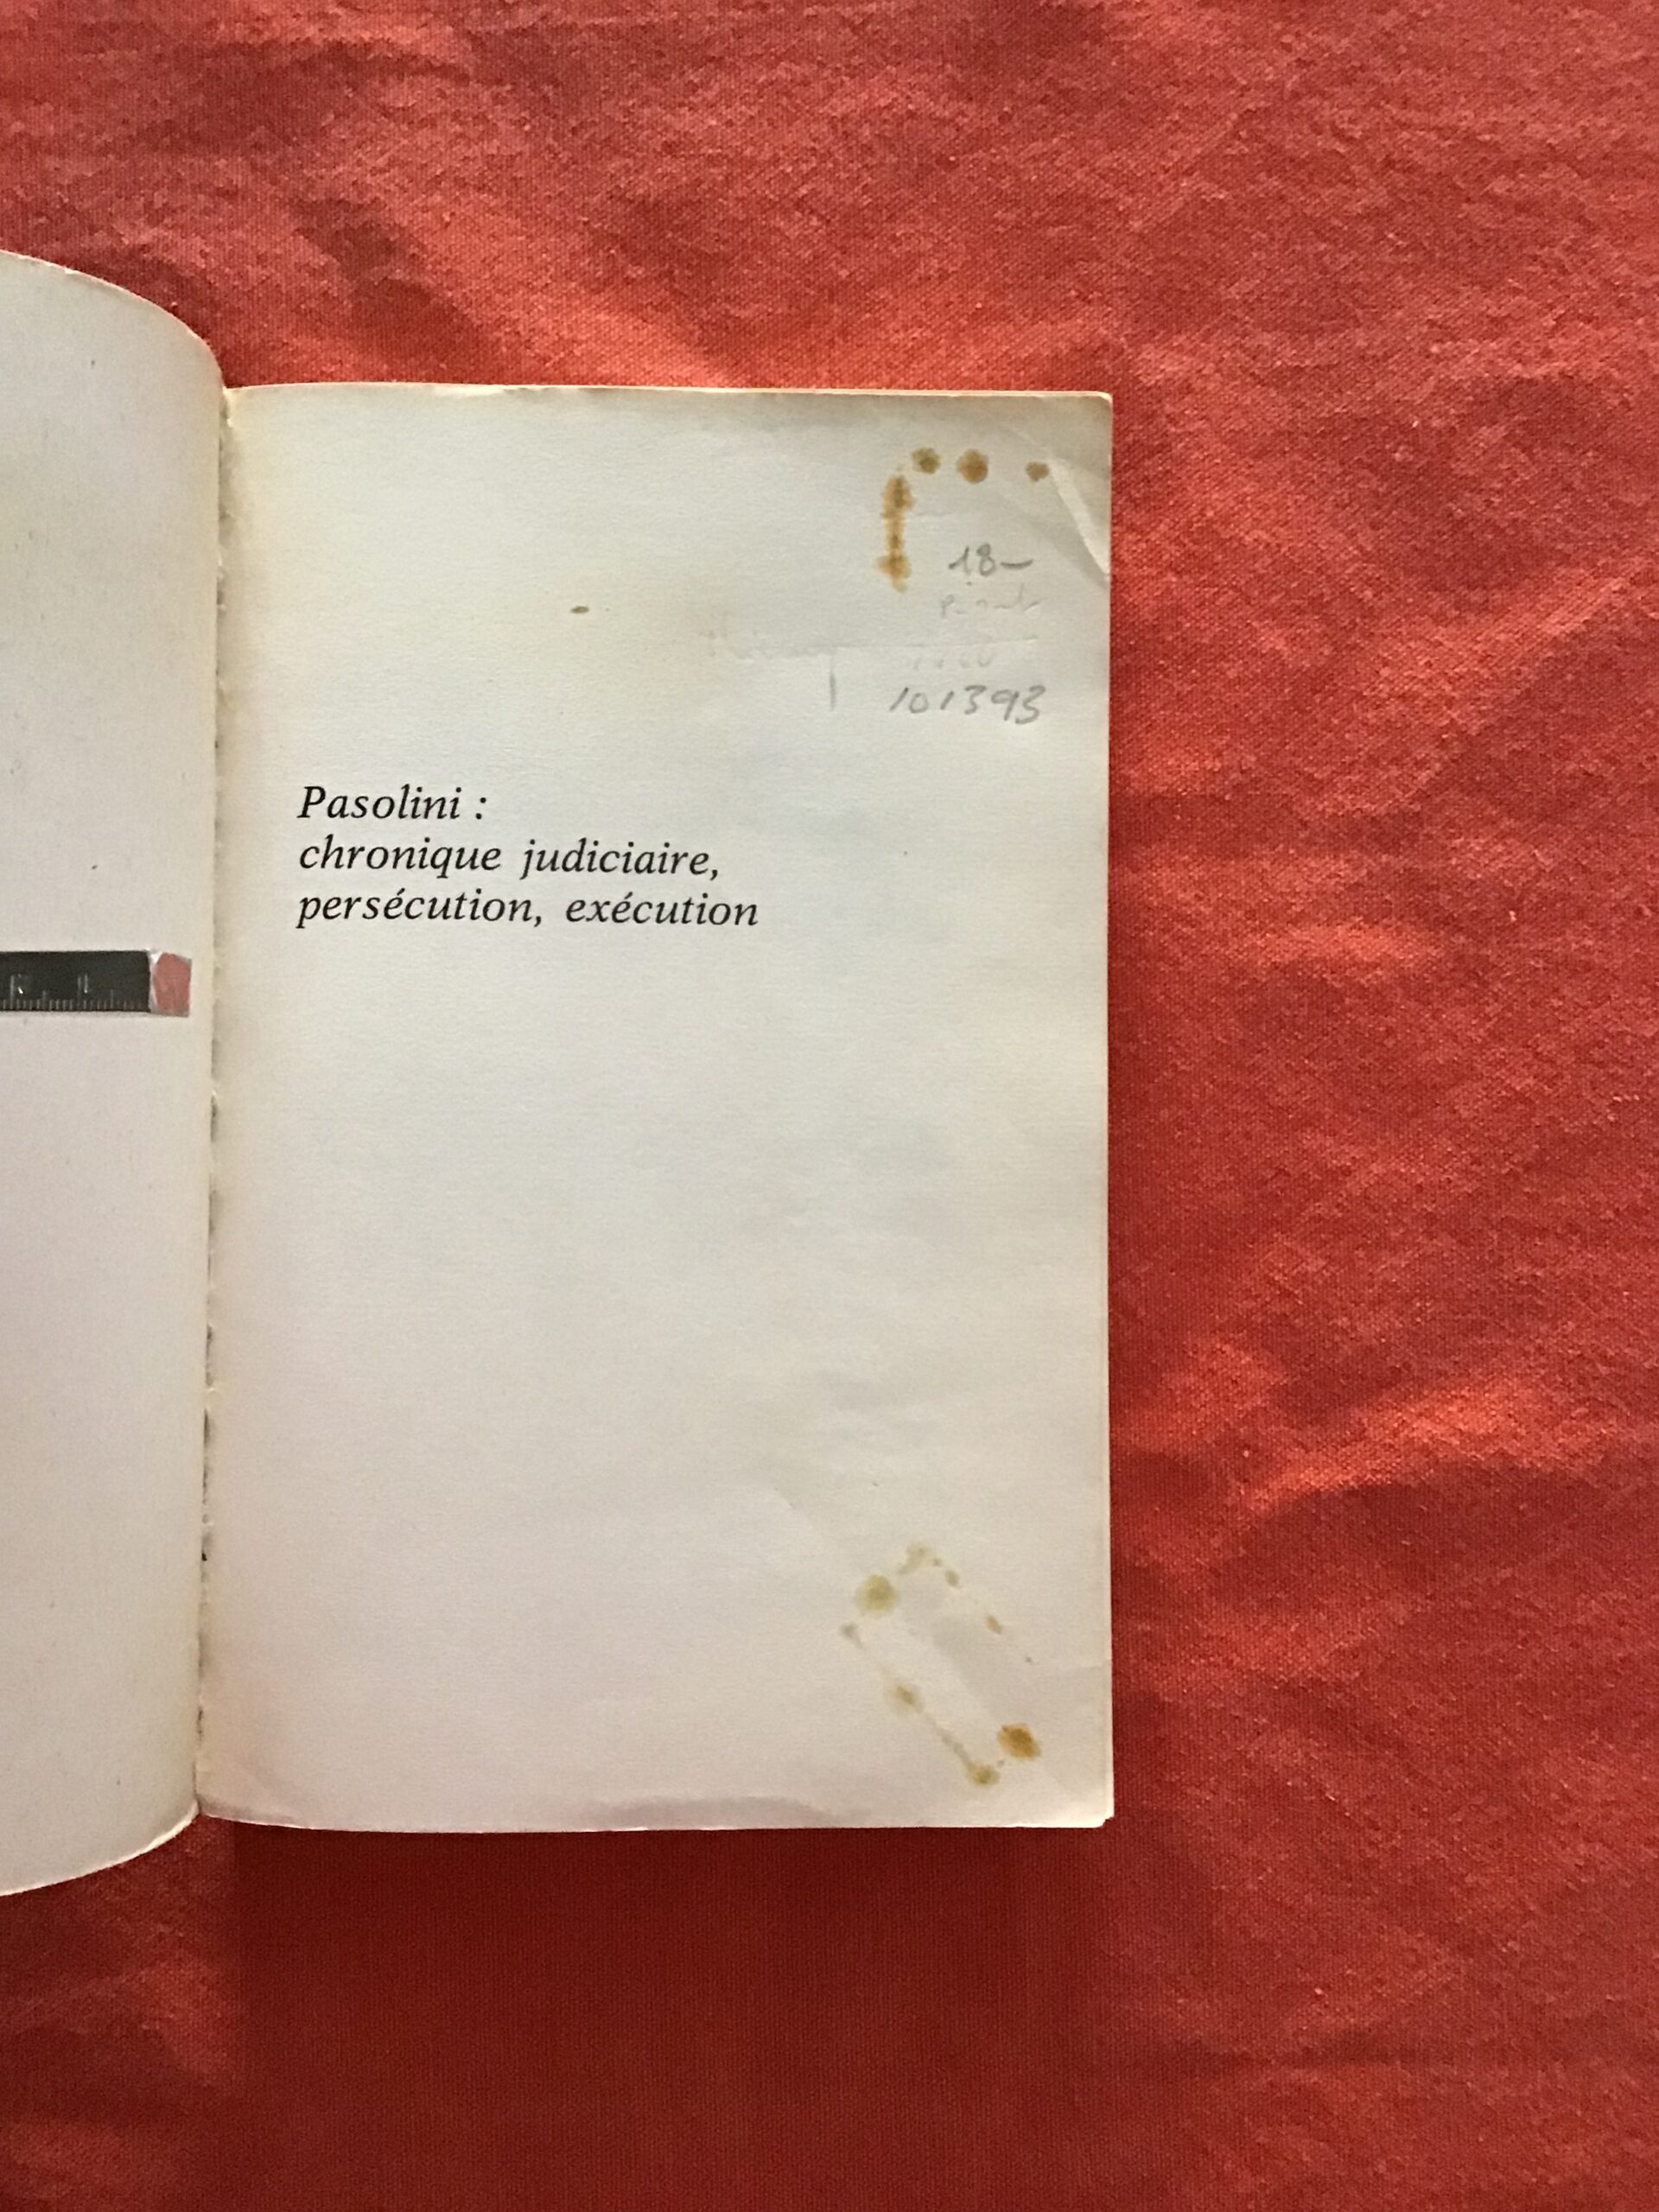 18-
101393
Pasolini :
chronique judiciaire,
persécution, exécution